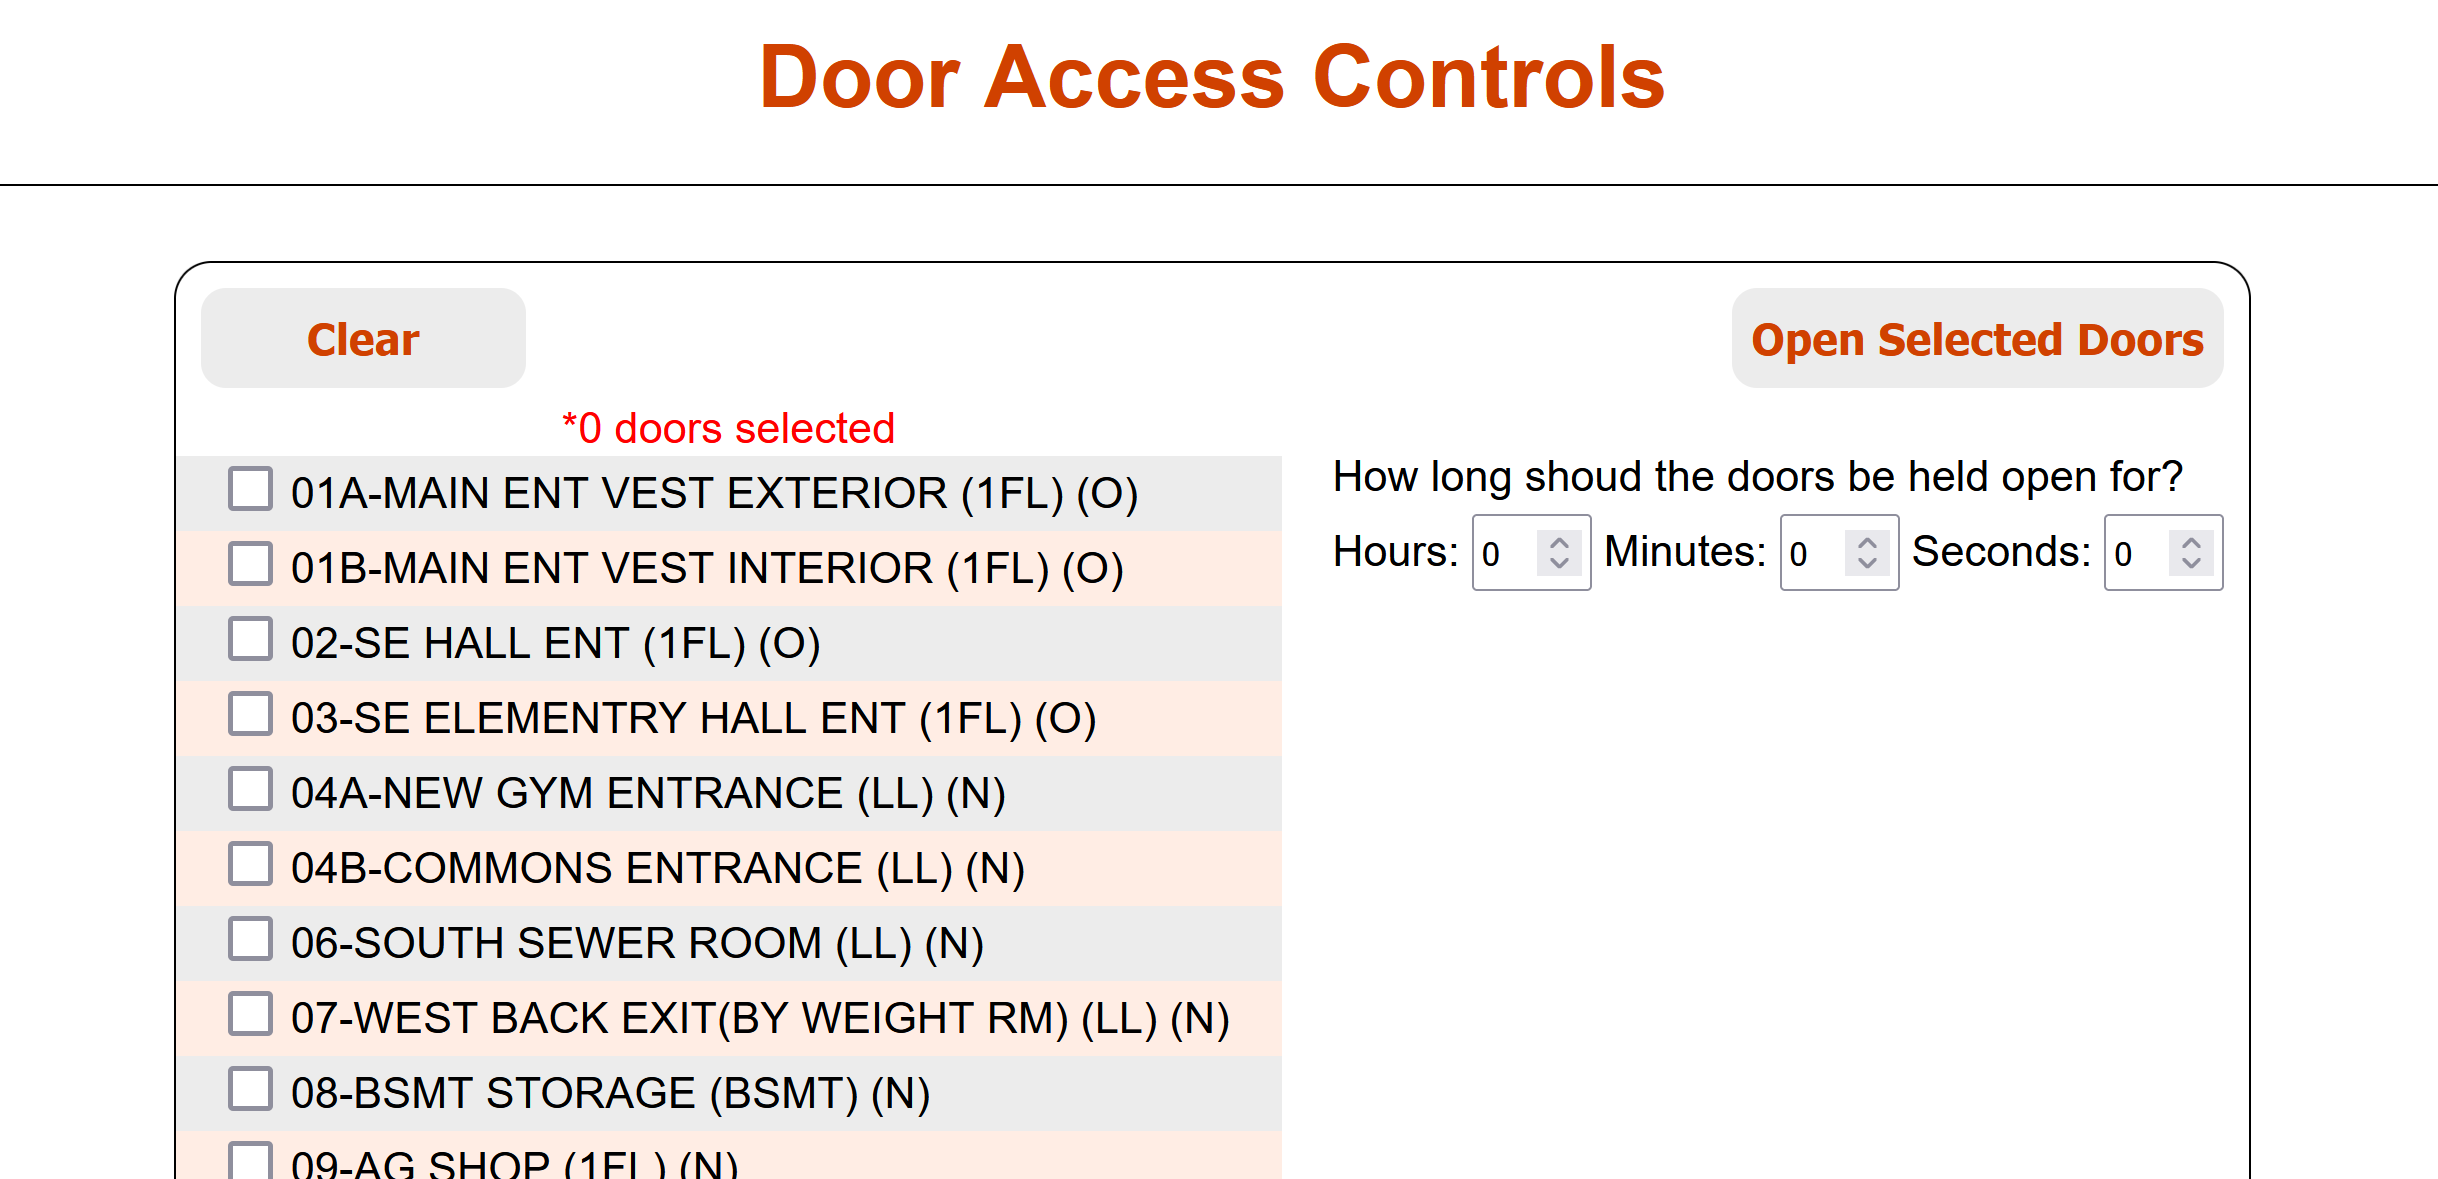 Door Access Controls
Clear
Open Selected Doors
*0 doors selected
01A-MAIN ENT VEST EXTERIOR (1FL) (O)
01B-MAIN ENT VEST INTERIOR (1FL) (O)
02-SE HALL ENT (1FL) (O)
03-SE ELEMENTRY HALL ENT (1FL) (O)
04A-NEW GYM ENTRANCE (LL) (N)
04B-COMMONS ENTRANCE (LL) (N)
06-SOUTH SEWER ROOM (LL) (N)
07-WEST BACK EXIT(BY WEIGHT RM) (LL) (N)
08-BSMT STORAGE (BSMT) (N)
09-AG SHOP (1FL) (N)
How long shoud the doors be held open for?
Hours: 0 Minutes: 0 Seconds: 0